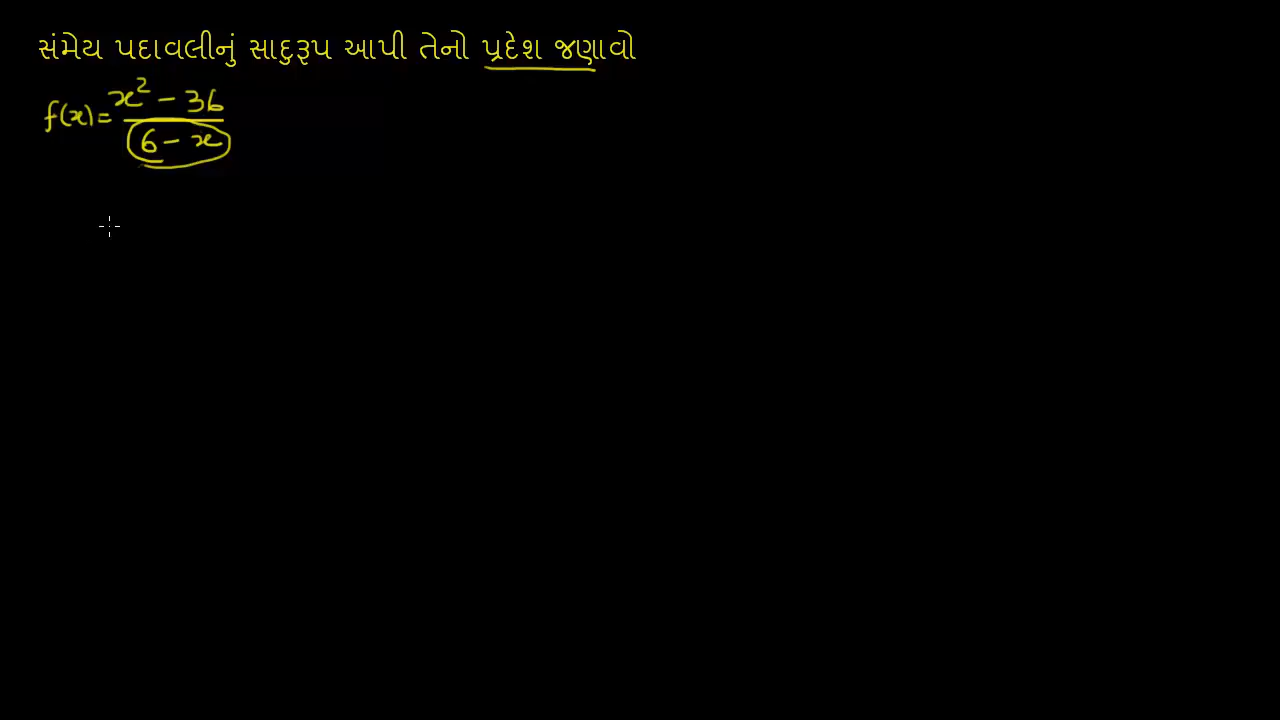 સંમેય પદાવલીનું સાદુરૂપ આપી તેનો પ્રદેશ જણાવો
f(x) = x² − 36
6 − x